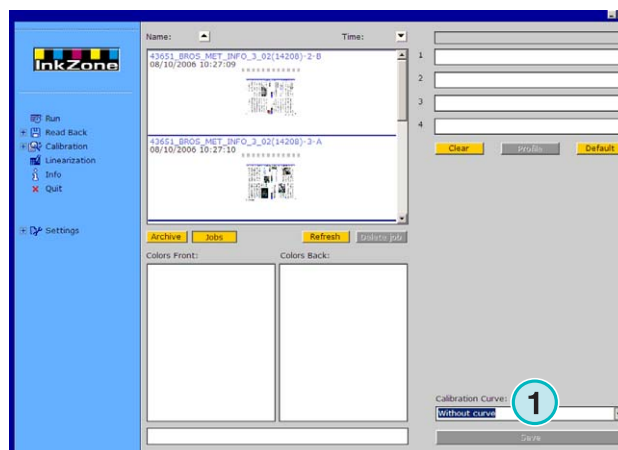 InkZone
Run
Read Back
Calibration
Linearization
Info
Quit
Settings
Name:
Time:
43651_BROS_MET_INFO_3_02(14208)-2-B
08/10/2006 10:27:09
43651_BROS_MET_INFO_3_02(14208)-3-A
08/10/2006 10:27:10
Archive
Jobs
Refresh
Delete job
Colors Front:
Colors Back:
1
2
3
4
Clear
Profile
Default
Calibration Curve:
1
Without curve
Save